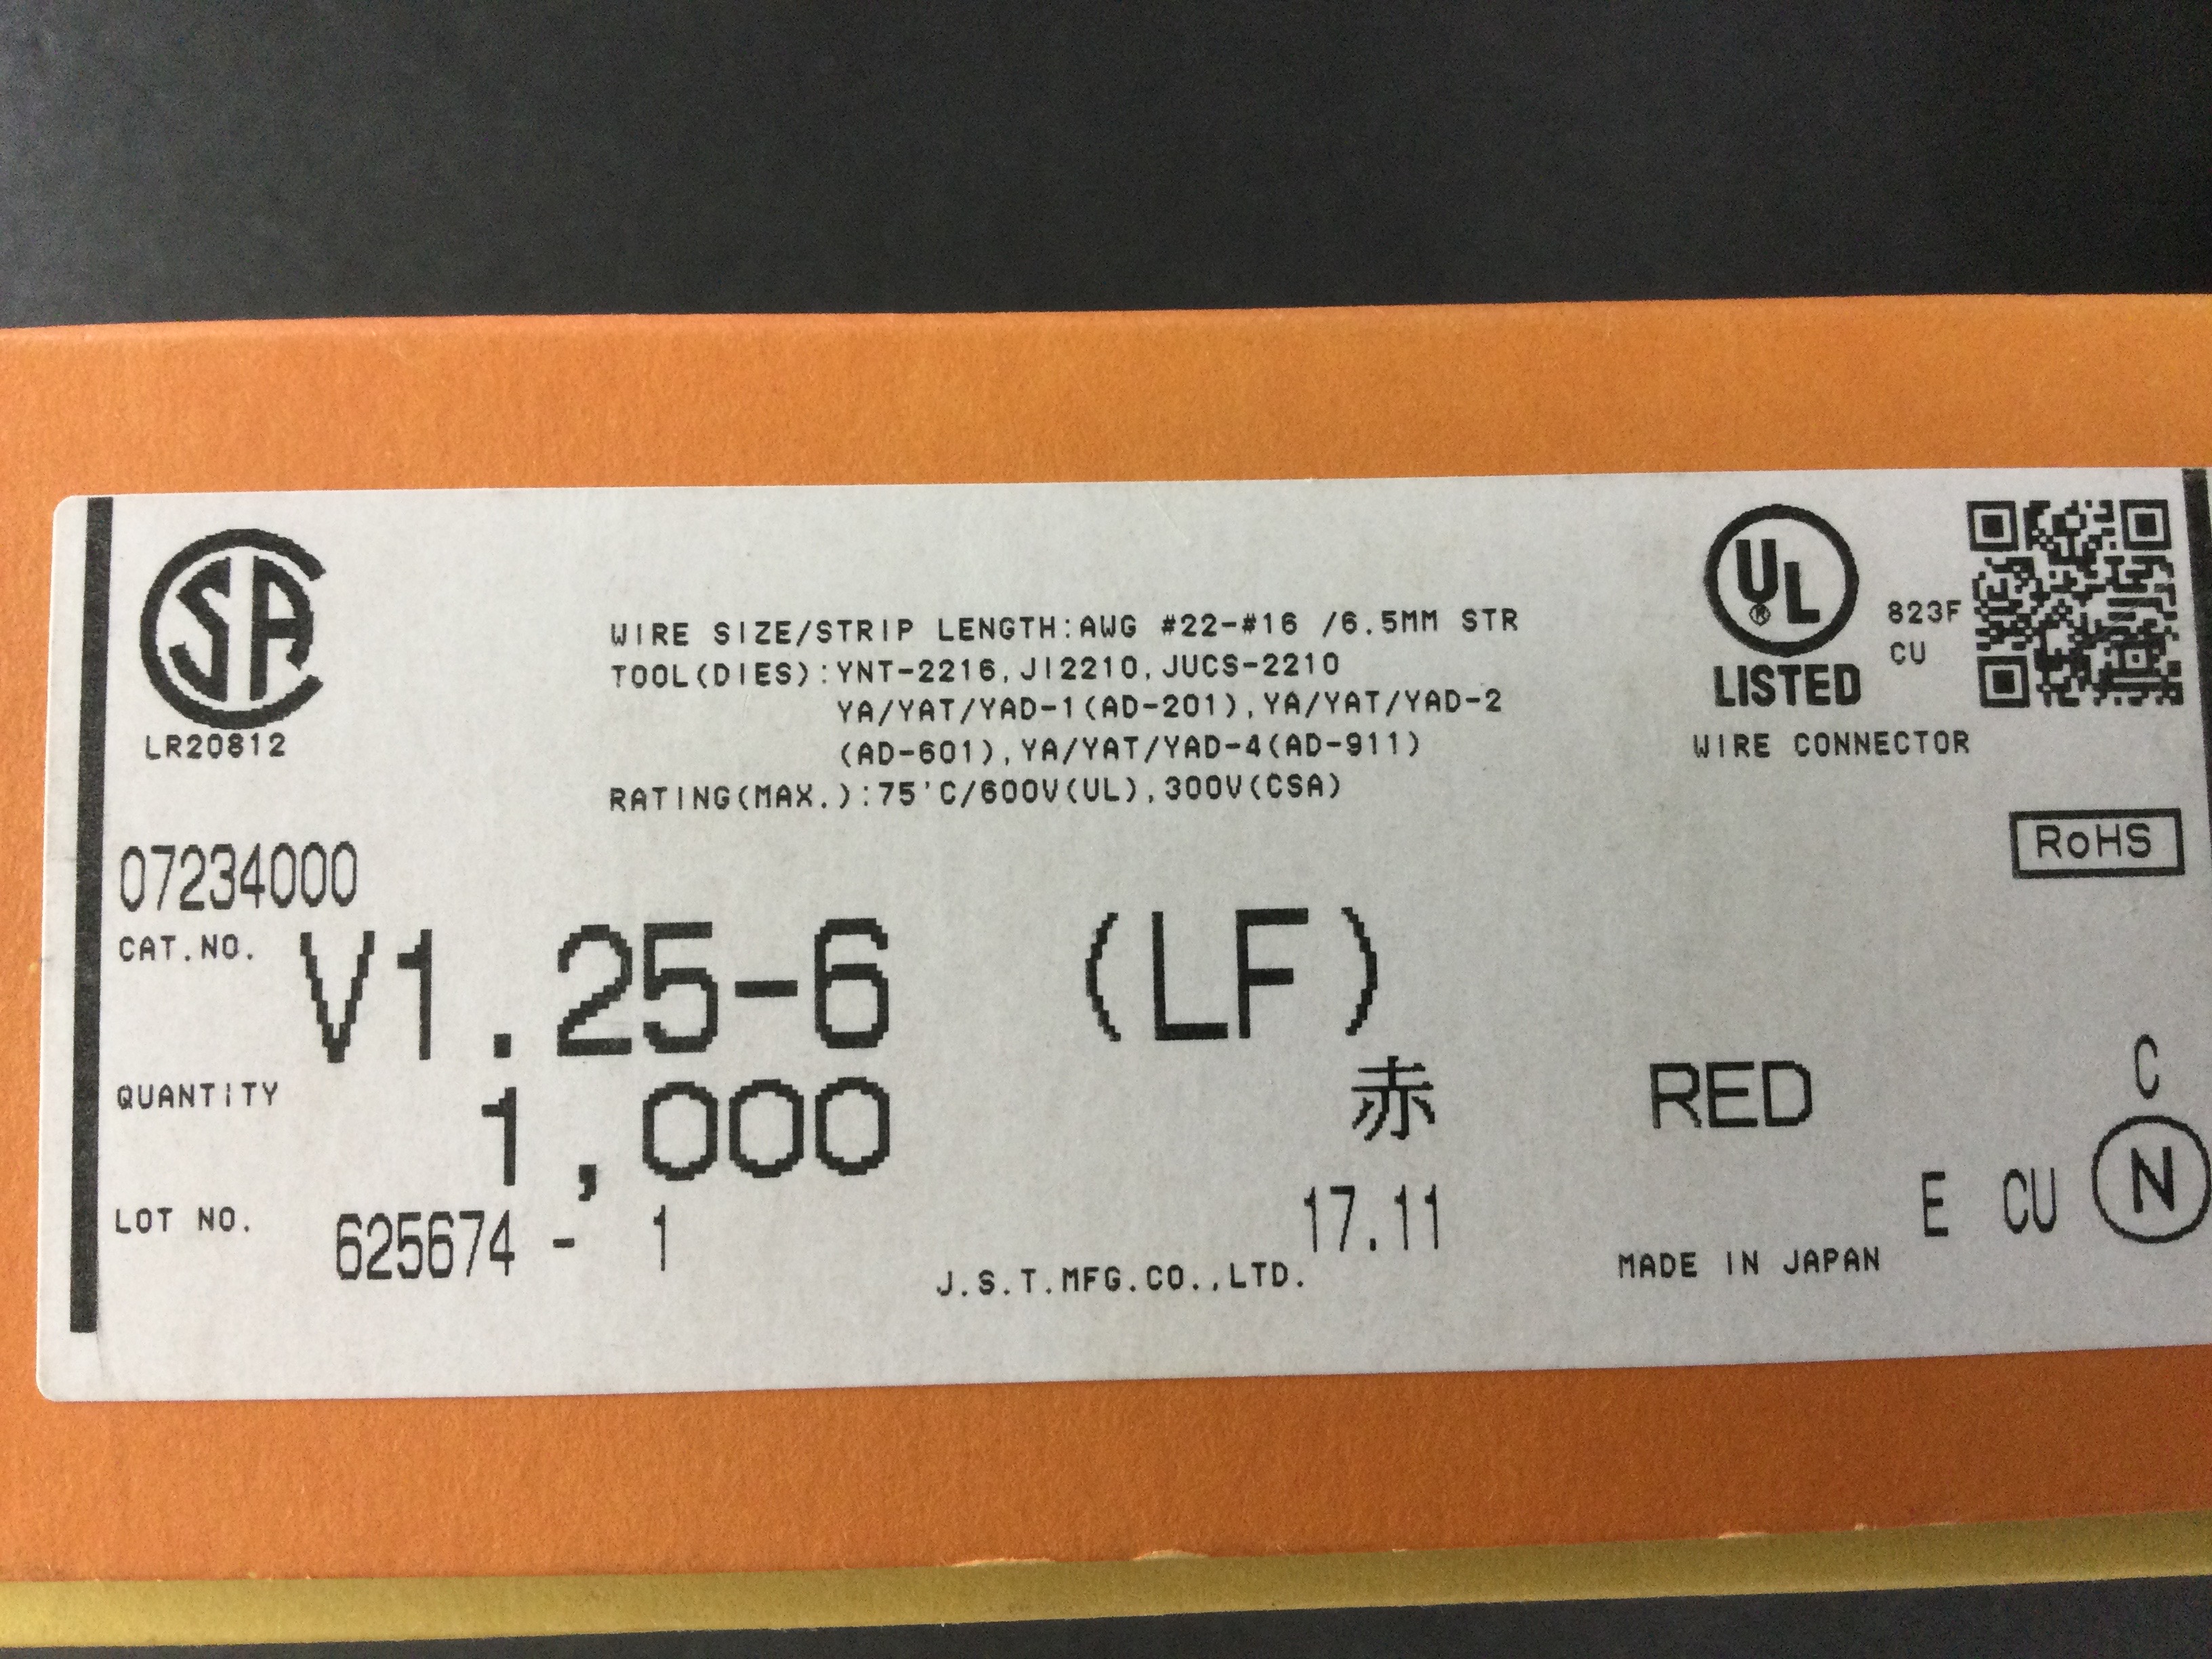 SA
LR20812
WIRE SIZE/STRIP LENGTH:AWG #22-#16 /6.5MM STR
TOOL(DIES):YNT-2216,JI2210,JUCS-2210
YA/YAT/YAD-1(AD-201),YA/YAT/YAD-2
(AD-601),YA/YAT/YAD-4(AD-911)
RATING(MAX.):75'C/600V(UL),300V(CSA)
UL
®
LISTED
823F
CU
WIRE CONNECTOR
RoHS
07234000
CAT.NO. V1.25-6 (LF)
QUANTITY 1,000 赤 RED C
LOT NO. 625674 - 1 17.11 E CU N
J.S.T.MFG.CO.,LTD. MADE IN JAPAN